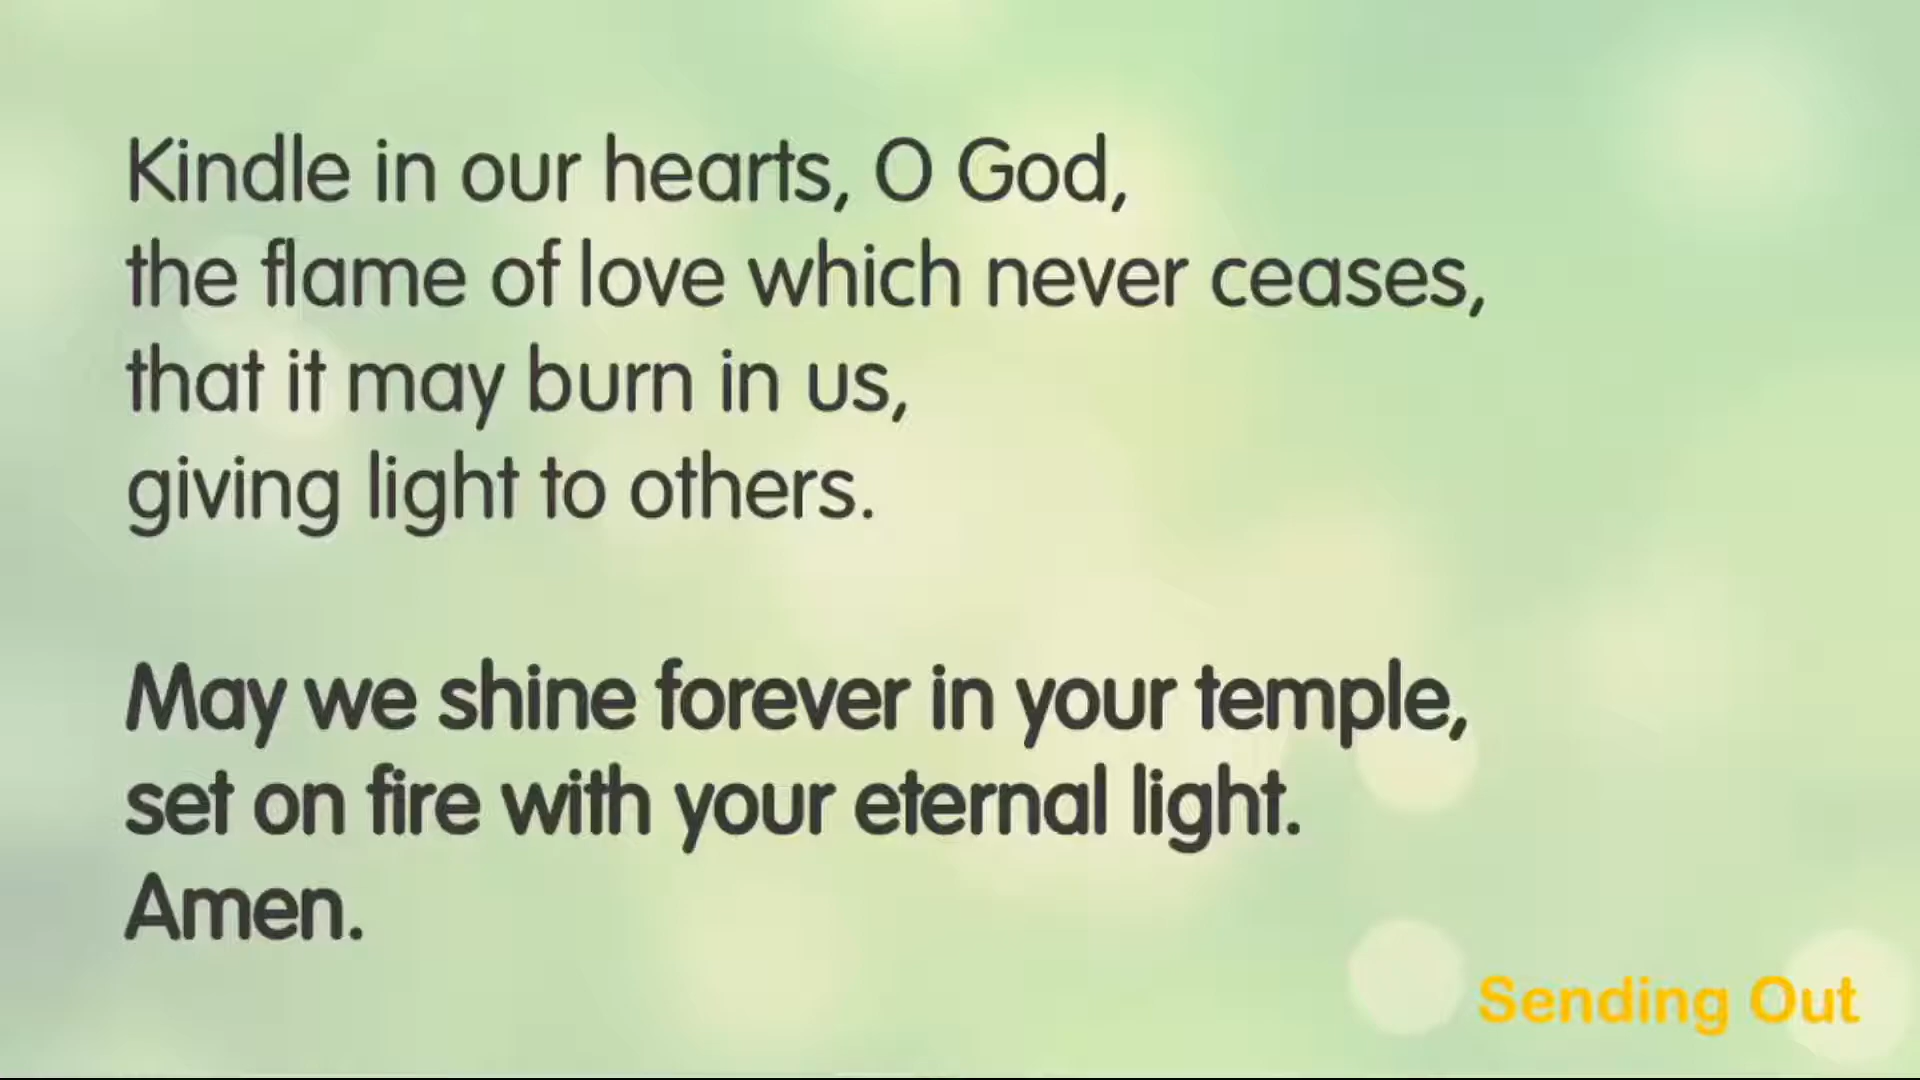 Kindle in our hearts, O God,
the flame of love which never ceases,
that it may burn in us,
giving light to others.
May we shine forever in your temple,
set on fire with your eternal light.
Amen.
Sending Out